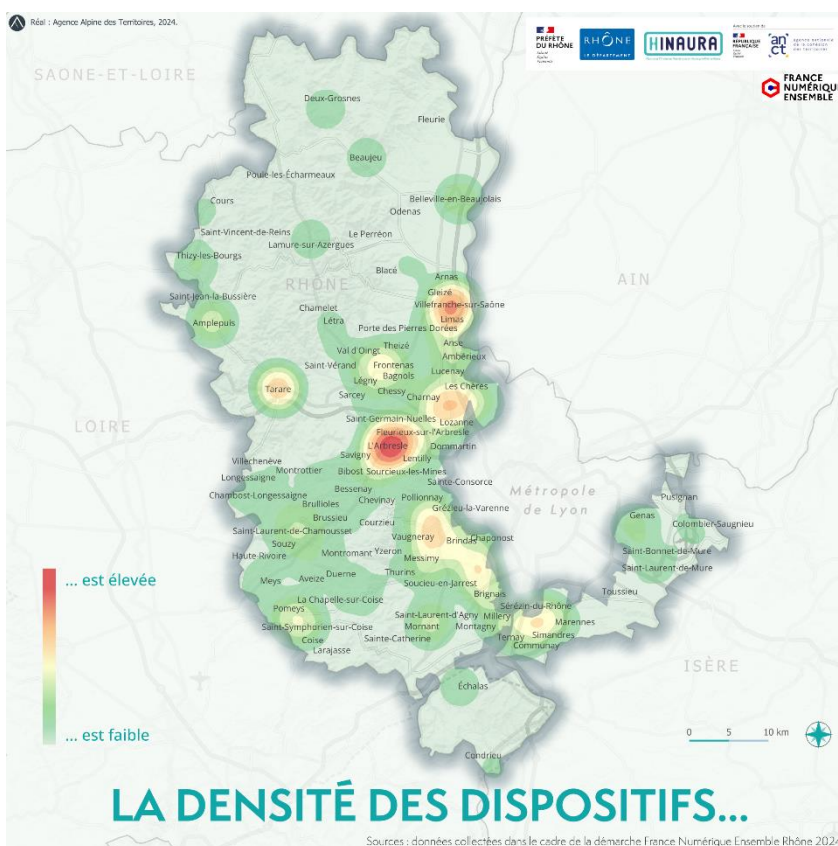 Réal : Agence Alpine des Territoires, 2024.
PRÉFÈTE
DU RHÔNE
RHÔNE
LE DÉPARTEMENT
HINAURA
RÉPUBLIQUE
FRANÇAISE
anct
agence nationale
de la cohésion
des territoires
FRANCE
NUMÉRIQUE
ENSEMBLE
SAONE-ET-LOIRE
Deux-Grosnes
Fleurie
Beaujeu
Poule-les-Écharmeaux
Cours
Belleville-en-Beaujolais
Odenas
Saint-Vincent-de-Reins
Le Perréon
Lamure-sur-Azergues
Thizy-les-Bourgs
Blacé
Arnas
AIN
RHÔNE
Gleizé
Saint-Jean-la-Bussière
Villefranche-sur-Saône
Chamelet
Limas
Amplepuis
Létra
Porte des Pierres Dorées
Theizé
Anse
Val d'Oingt
Ambérieux
Saint-Vérand
Frontenas
Lucenay
Bagnols
Légny
Les Chères
Tarare
Chessy
Sarcey
Charnay
LOIRE
Saint-Germain-Nuelles
Lozanne
Fleurieux-sur-l'Arbresle
L'Arbresle
Dommartin
Savigny
Lentilly
Villechenève
Montrottier
Bibost
Sourcieux-les-Mines
Longessaigne
Sainte-Consorce
Bessenay
Métropole
de Lyon
Chambost-Longessaigne
Chevinay
Pollionnay
Pusignan
Brullioles
Grézieu-la-Varenne
Brussieu
Courzieu
Genas
Saint-Laurent-de-Chamousset
Colombier-Saugnieu
Souzy
Vaugneray
Brindas
Chaponost
Haute-Rivoire
Montromant
Yzeron
Saint-Bonnet-de-Mure
Messimy
Saint-Laurent-de-Mure
Duerne
Thurins
Meys
Aveize
Soucieu-en-Jarrest
Toussieu
Brignais
La Chapelle-sur-Coise
Pomeys
Sérézin-du-Rhône
Saint-Laurent-d'Agny
Millery
Saint-Symphorien-sur-Coise
Mornant
Montagny
Marennes
Coise
Sainte-Catherine
Ternay
Simandres
Larajasse
Communay
ISÈRE
Échalas
Condrieu
... est élevée
... est faible
0 5 10 km
LA DENSITÉ DES DISPOSITIFS...
Sources : données collectées dans le cadre de la démarche France Numérique Ensemble Rhône 2024